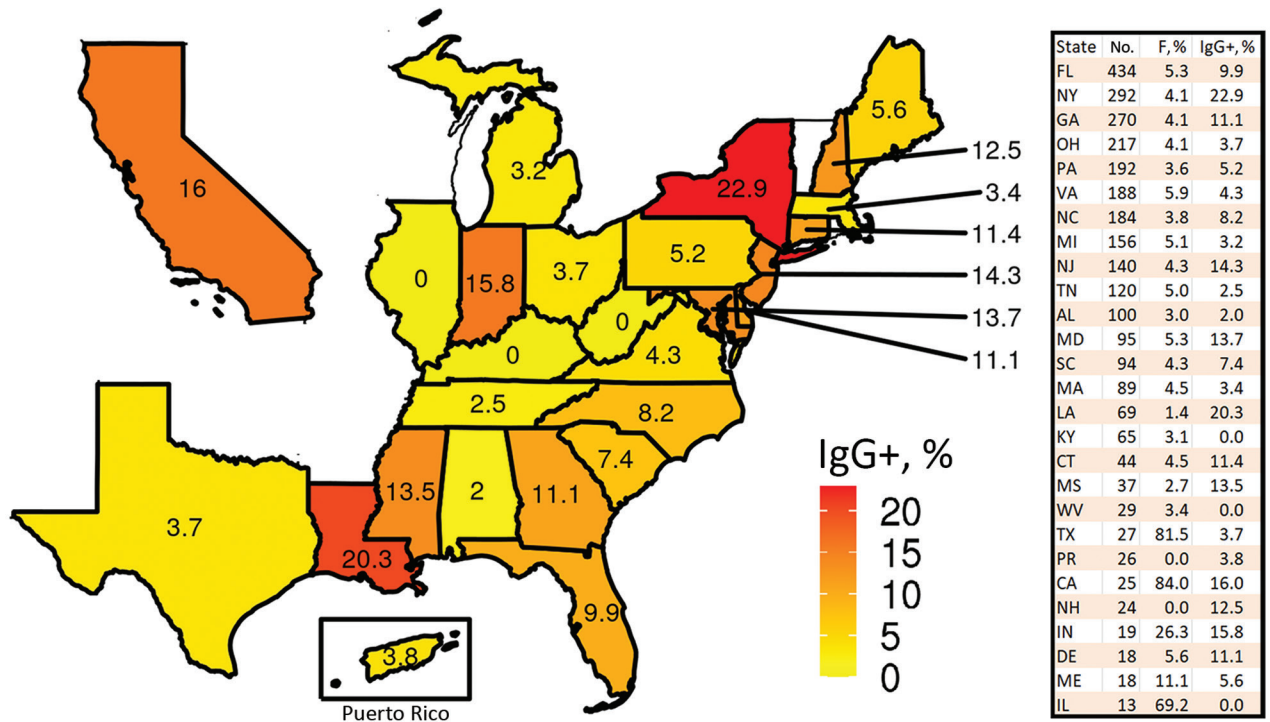 16
3.2
5.6
22.9
12.5
3.4
11.4
14.3
13.7
11.1
0
15.8
3.7
5.2
0
0
4.3
2.5
8.2
7.4
13.5
2
11.1
3.7
20.3
9.9
3.8
Puerto Rico
IgG+, %
20
15
10
5
0
State No. F,% IgG+, %
FL 434 5.3 9.9
NY 292 4.1 22.9
GA 270 4.1 11.1
OH 217 4.1 3.7
PA 192 3.6 5.2
VA 188 5.9 4.3
NC 184 3.8 8.2
MI 156 5.1 3.2
NJ 140 4.3 14.3
TN 120 5.0 2.5
AL 100 3.0 2.0
MD 95 5.3 13.7
SC 94 4.3 7.4
MA 89 4.5 3.4
LA 69 1.4 20.3
KY 65 3.1 0.0
CT 44 4.5 11.4
MS 37 2.7 13.5
WV 29 3.4 0.0
TX 27 81.5 3.7
PR 26 0.0 3.8
CA 25 84.0 16.0
NH 24 0.0 12.5
IN 19 26.3 15.8
DE 18 5.6 11.1
ME 18 11.1 5.6
IL 13 69.2 0.0